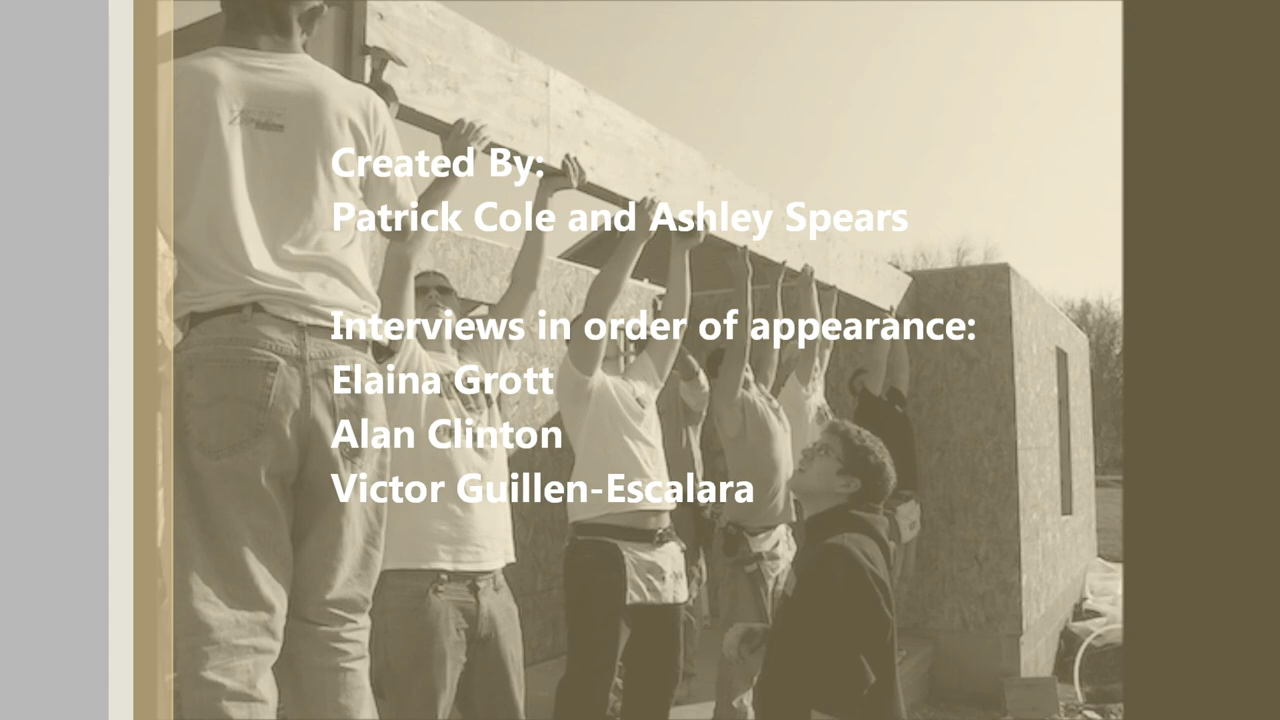 Created By:
Patrick Cole and Ashley Spears
Interviews in order of appearance:
Elaina Grott
Alan Clinton
Victor Guillen-Escalara